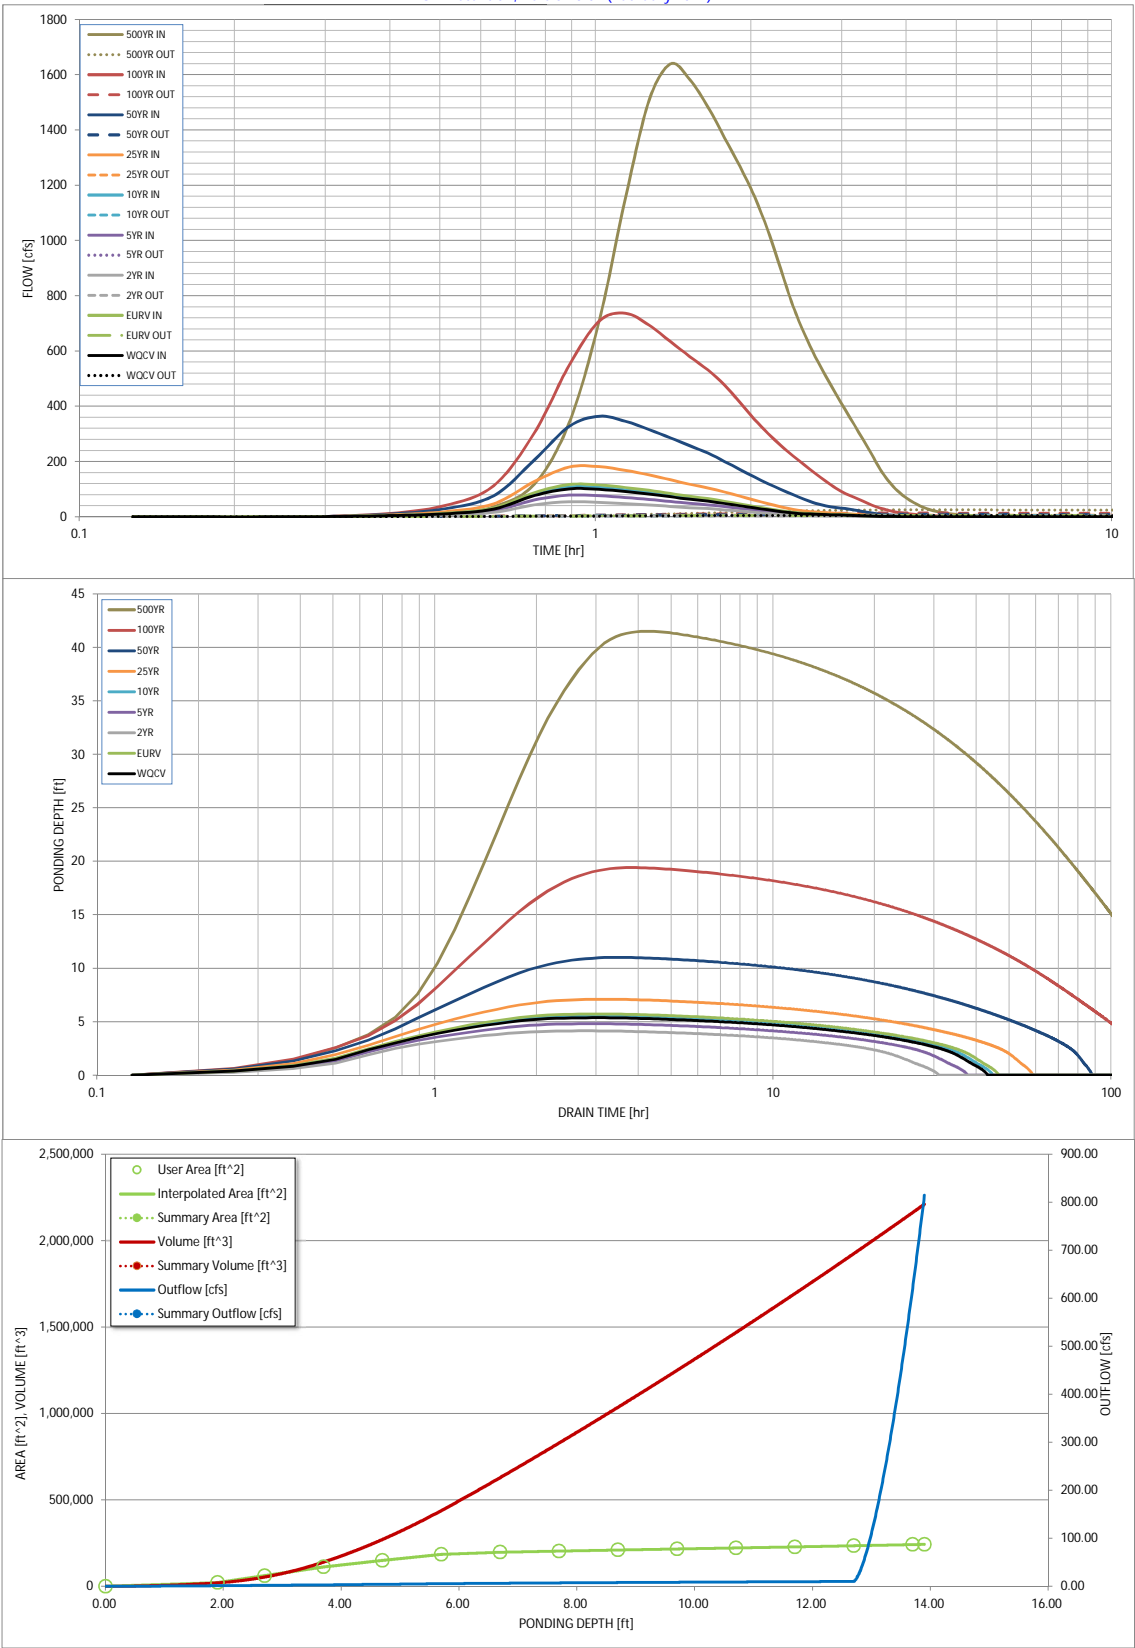 1800
1600
1400
1200
1000
800
600
400
200
0
FLOW [cfs]
500YR IN
500YR OUT
100YR IN
100YR OUT
50YR IN
50YR OUT
25YR IN
25YR OUT
10YR IN
10YR OUT
5YR IN
5YR OUT
2YR IN
2YR OUT
EURV IN
EURV OUT
WQCV IN
WQCV OUT
0.1
1
10
TIME [hr]
45
40
35
30
25
20
15
10
5
0
PONDING DEPTH [ft]
500YR
100YR
50YR
25YR
10YR
5YR
2YR
EURV
WQCV
0.1
1
10
100
DRAIN TIME [hr]
2,500,000
2,000,000
1,500,000
1,000,000
500,000
0
AREA [ft^2], VOLUME [ft^3]
User Area [ft^2]
Interpolated Area [ft^2]
Summary Area [ft^2]
Volume [ft^3]
Summary Volume [ft^3]
Outflow [cfs]
Summary Outflow [cfs]
900.00
800.00
700.00
600.00
500.00
400.00
300.00
200.00
100.00
0.00
OUTFLOW [cfs]
0.00
2.00
4.00
6.00
8.00
10.00
12.00
14.00
16.00
PONDING DEPTH [ft]